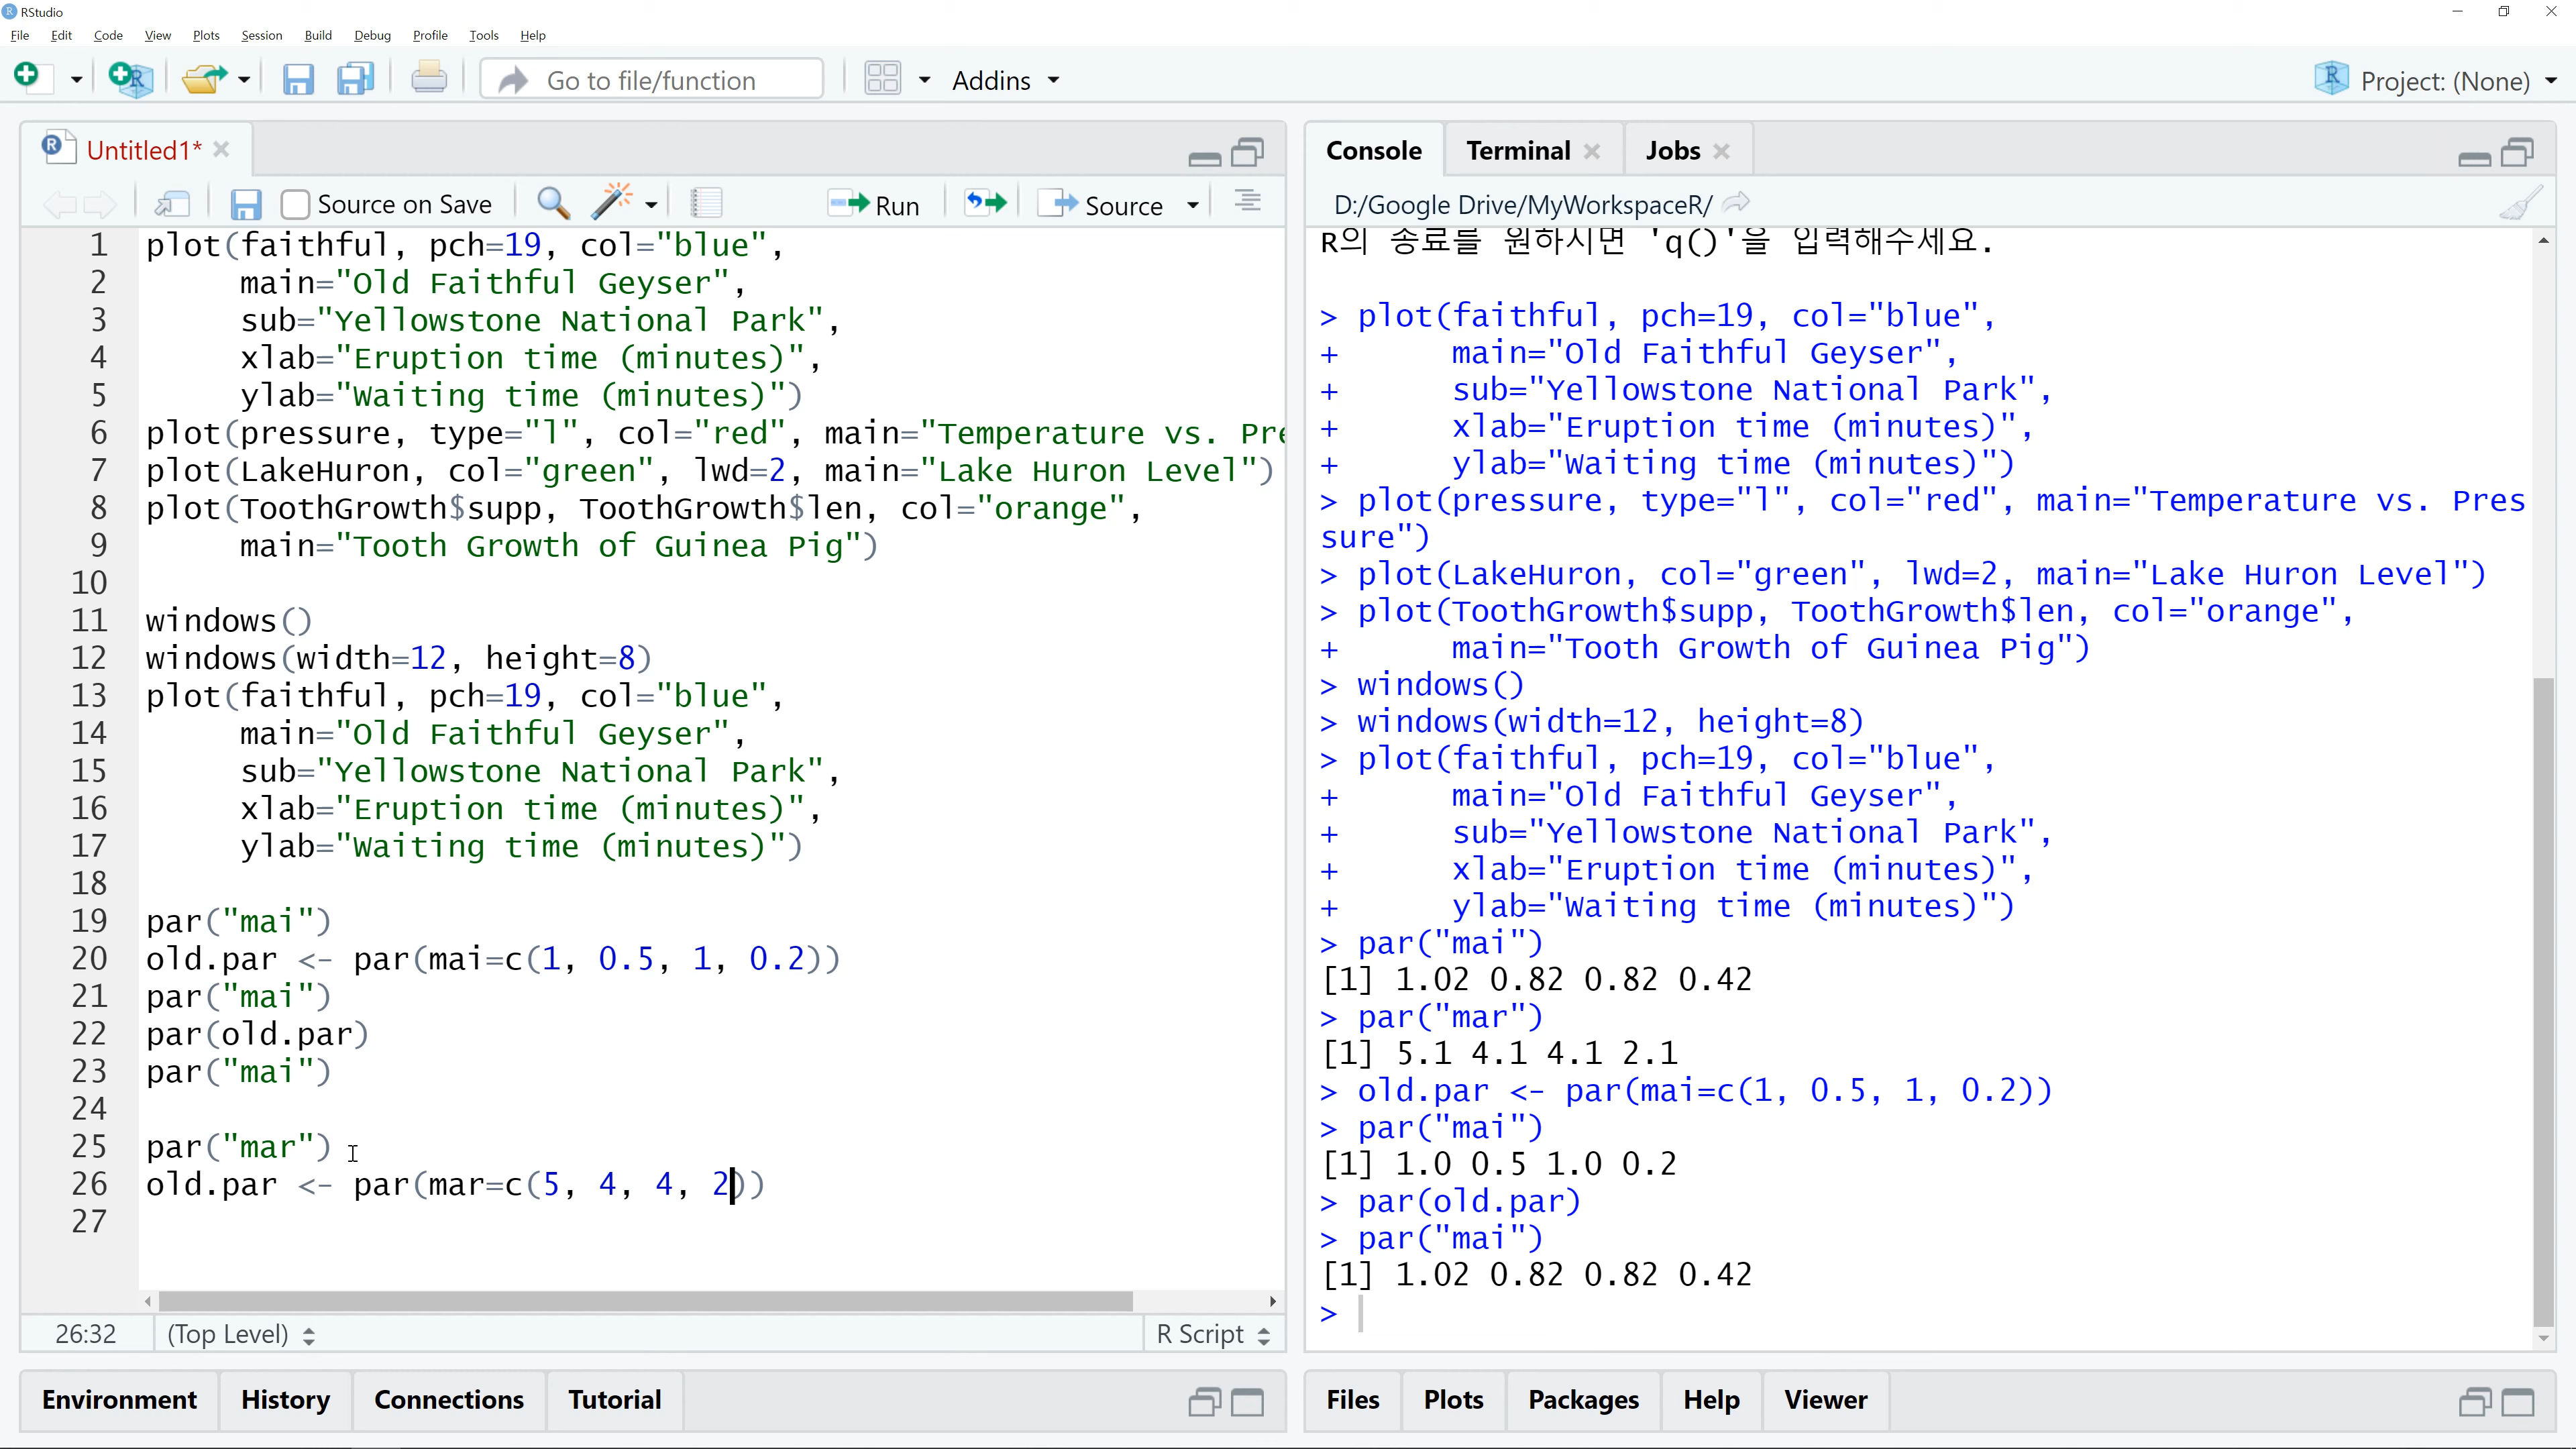 RStudio
File Edit Code View Plots Session Build Debug Profile Tools Help
Go to file/function Addins Project: (None)
Untitled1*
Source on Save Run Source
1 plot(faithful, pch=19, col="blue",
2 main="Old Faithful Geyser",
3 sub="Yellowstone National Park",
4 xlab="Eruption time (minutes)",
5 ylab="Waiting time (minutes)")
6 plot(pressure, type="l", col="red", main="Temperature vs. Pre
7 plot(LakeHuron, col="green", lwd=2, main="Lake Huron Level")
8 plot(ToothGrowth$supp, ToothGrowth$len, col="orange",
9 main="Tooth Growth of Guinea Pig")
10
11 windows()
12 windows(width=12, height=8)
13 plot(faithful, pch=19, col="blue",
14 main="Old Faithful Geyser",
15 sub="Yellowstone National Park",
16 xlab="Eruption time (minutes)",
17 ylab="Waiting time (minutes)")
18
19 par("mai")
20 old.par <- par(mai=c(1, 0.5, 1, 0.2))
21 par("mai")
22 par(old.par)
23 par("mai")
24
25 par("mar")
26 old.par <- par(mar=c(5, 4, 4, 2))
27
26:32 (Top Level) R Script
Environment History Connections Tutorial
Console Terminal Jobs
D:/Google Drive/MyWorkspaceR/
R의 종료를 원하시면 'q()'을 입력해주세요.
> plot(faithful, pch=19, col="blue",
+ main="Old Faithful Geyser",
+ sub="Yellowstone National Park",
+ xlab="Eruption time (minutes)",
+ ylab="Waiting time (minutes)")
> plot(pressure, type="l", col="red", main="Temperature vs. Pres
sure")
> plot(LakeHuron, col="green", lwd=2, main="Lake Huron Level")
> plot(ToothGrowth$supp, ToothGrowth$len, col="orange",
+ main="Tooth Growth of Guinea Pig")
> windows()
> windows(width=12, height=8)
> plot(faithful, pch=19, col="blue",
+ main="Old Faithful Geyser",
+ sub="Yellowstone National Park",
+ xlab="Eruption time (minutes)",
+ ylab="Waiting time (minutes)")
> par("mai")
[1] 1.02 0.82 0.82 0.42
> par("mar")
[1] 5.1 4.1 4.1 2.1
> old.par <- par(mai=c(1, 0.5, 1, 0.2))
> par("mai")
[1] 1.0 0.5 1.0 0.2
> par(old.par)
> par("mai")
[1] 1.02 0.82 0.82 0.42
>
Files Plots Packages Help Viewer